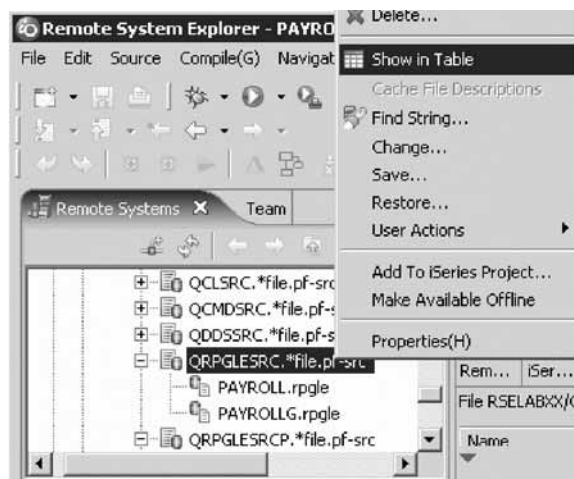 Remote System Explorer - PAYRO
File Edit Source Compile(G) Navigat
Delete...
Show in Table
Cache File Descriptions
Find String...
Change...
Save...
Restore...
User Actions
Add To iSeries Project...
Make Available Offline
Properties(H)
Remote Systems Team
QCLSRC.*file.pf-src
QCMDSRC.*file.pf-s
QDDSSRC.*file.pf-s
QRPGLESRC.*file.pf-src
PAYROLL.rpgle
PAYROLLG.rpgle
QRPGLESRCP.*file.pf-src
Rem... iSer...
File RSELABXX/
Name